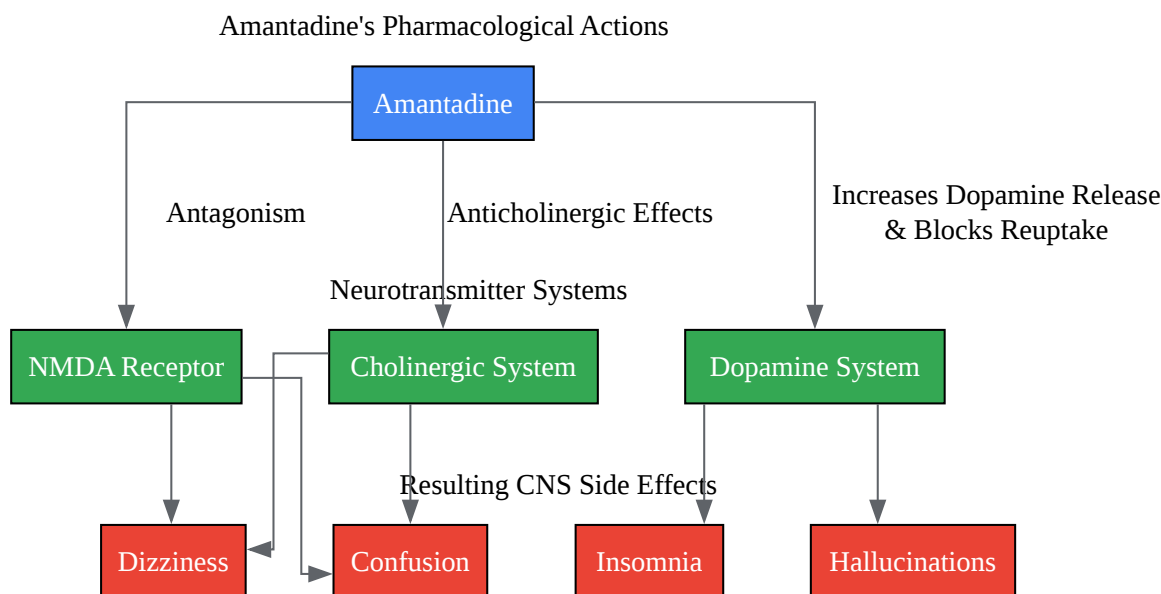 Amantadine's Pharmacological Actions
Amantadine
Antagonism
Anticholinergic Effects
Increases Dopamine Release
& Blocks Reuptake
Neurotransmitter Systems
NMDA Receptor
Cholinergic System
Dopamine System
Resulting CNS Side Effects
Dizziness
Confusion
Insomnia
Hallucinations